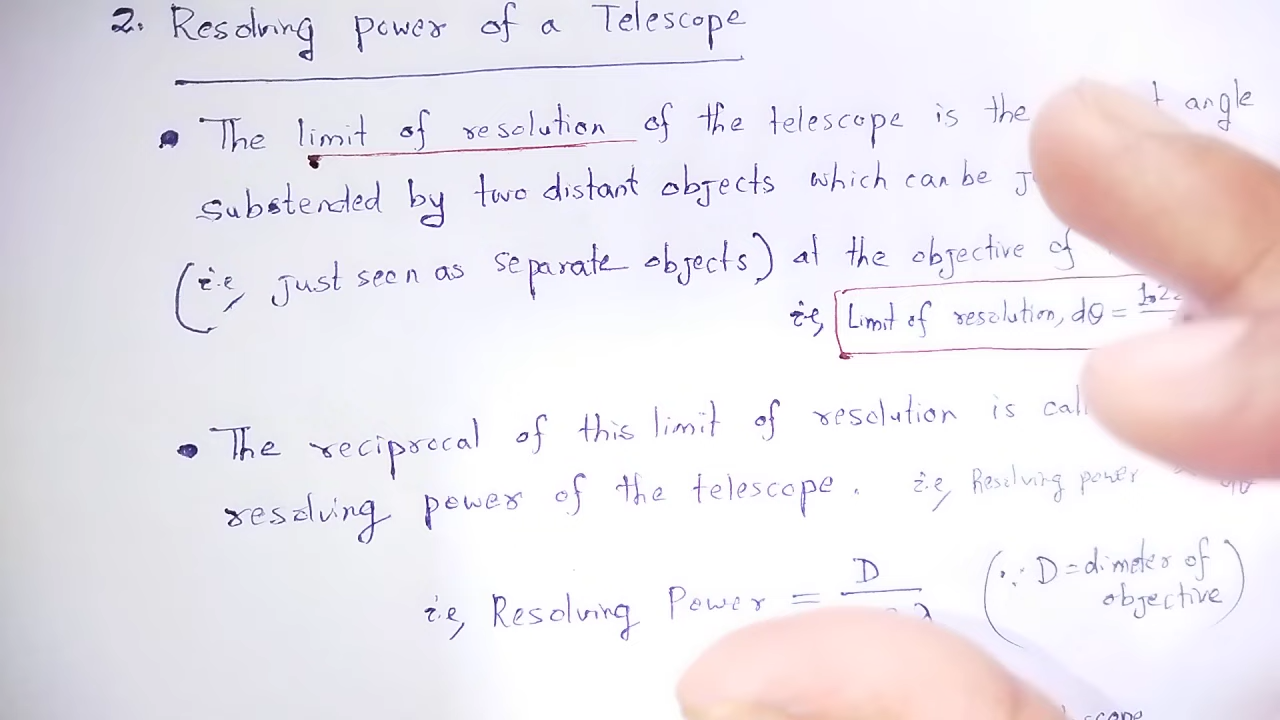 2. Resolving power of a Telescope
• The limit of resolution of the telescope is the angle
substended by two distant objects which can be
(i.e, just seen as separate objects) at the objective of
i.e, Limit of resolution, dθ = 1.22
• The reciprocal of this limit of resolution is
resolving power of the telescope. i.e, Resolving power
i.e, Resolving Power = D / λ (∵ D = dimeter of objective)